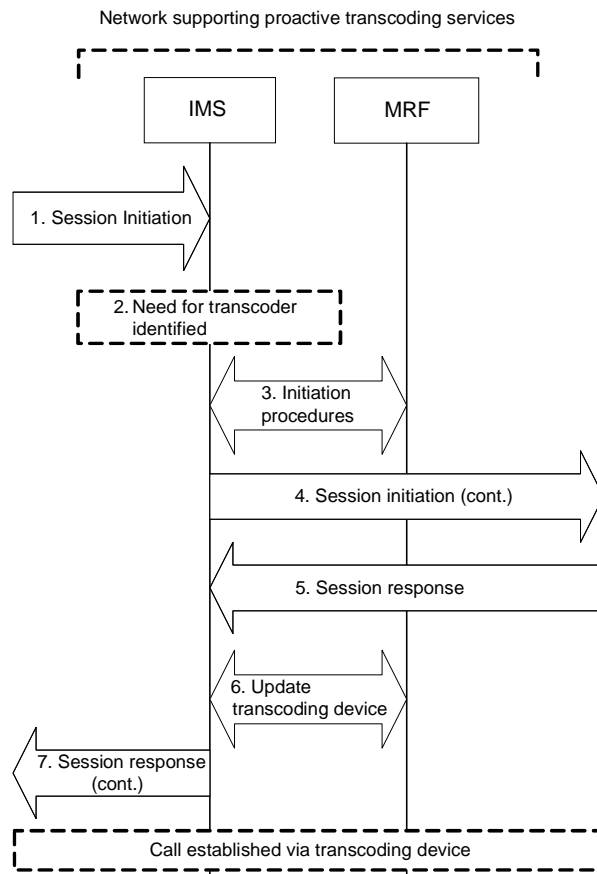 Network supporting proactive transcoding services
IMS
MRF
1. Session Initiation
2. Need for transcoder
identified
3. Initiation
procedures
4. Session initiation (cont.)
5. Session response
6. Update
transcoding device
7. Session response
(cont.)
Call established via transcoding device